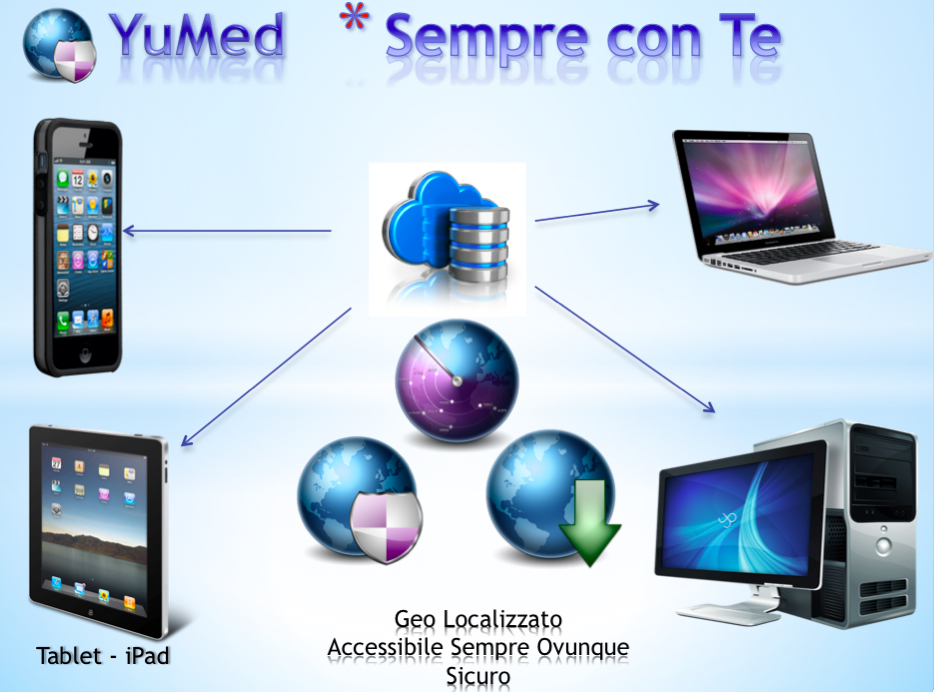 YuMed * Sempre con Te
Tablet - iPad
Geo Localizzato
Accessibile Sempre Ovunque
Sicuro